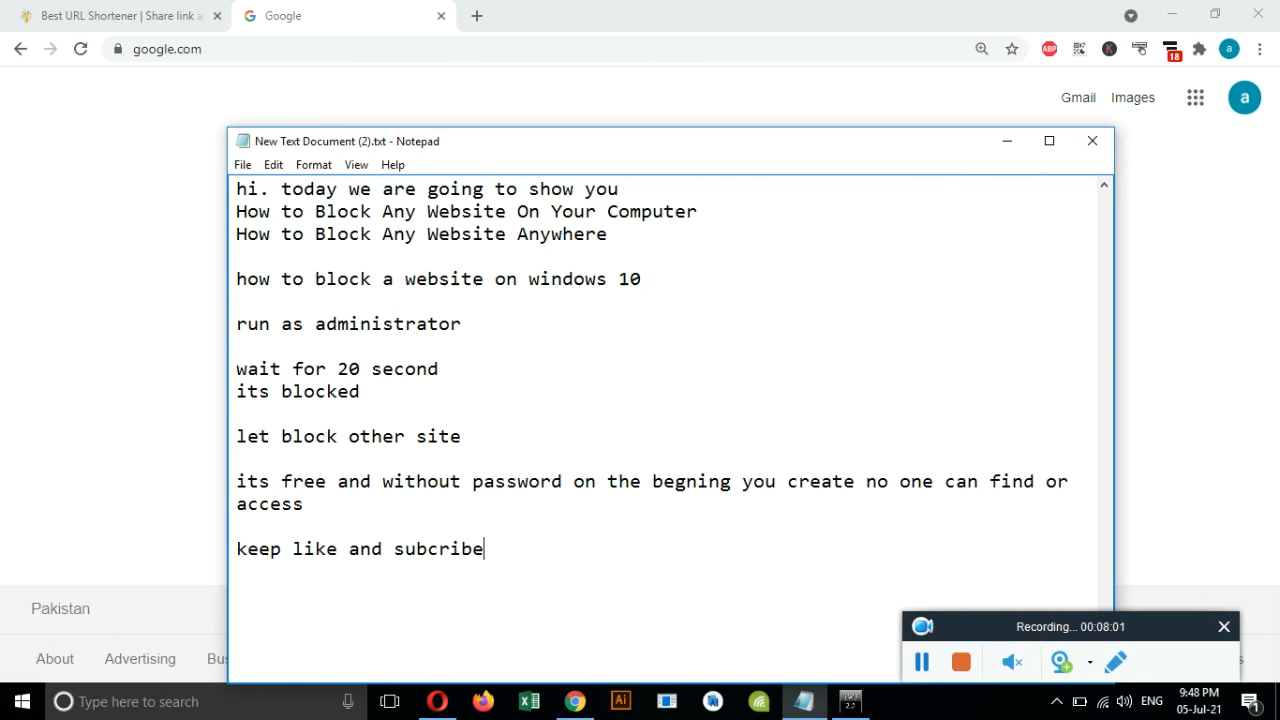 Best URL Shortener | Share link a
Google
google.com
18
a
Gmail
Images
a
New Text Document (2).txt - Notepad
File Edit Format View Help
hi. today we are going to show you
How to Block Any Website On Your Computer
How to Block Any Website Anywhere
how to block a website on windows 10
run as administrator
wait for 20 second
its blocked
let block other site
its free and without password on the begning you create no one can find or
access
keep like and subcribe
Pakistan
About Advertising Bu
Recording... 00:08:01
Type here to search
ENG
9:48 PM
05-Jul-21
1